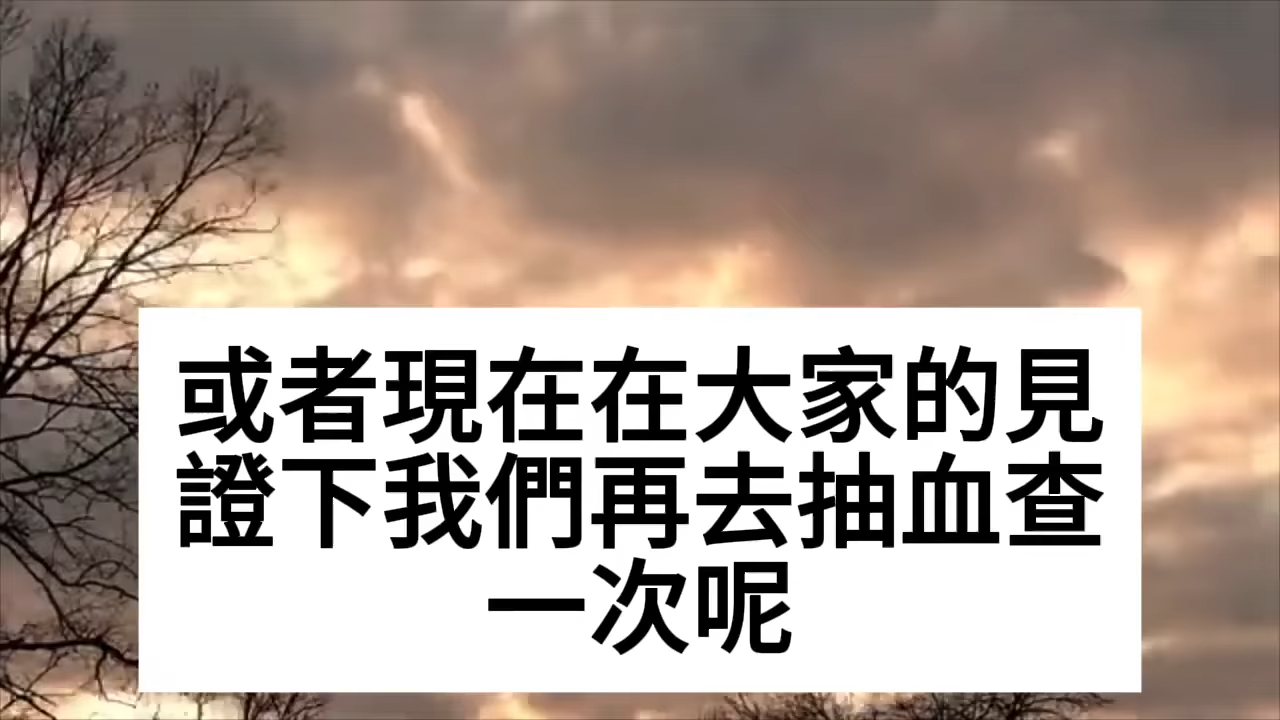 或者現在在大家的見
證下我們再去抽血查
一次呢